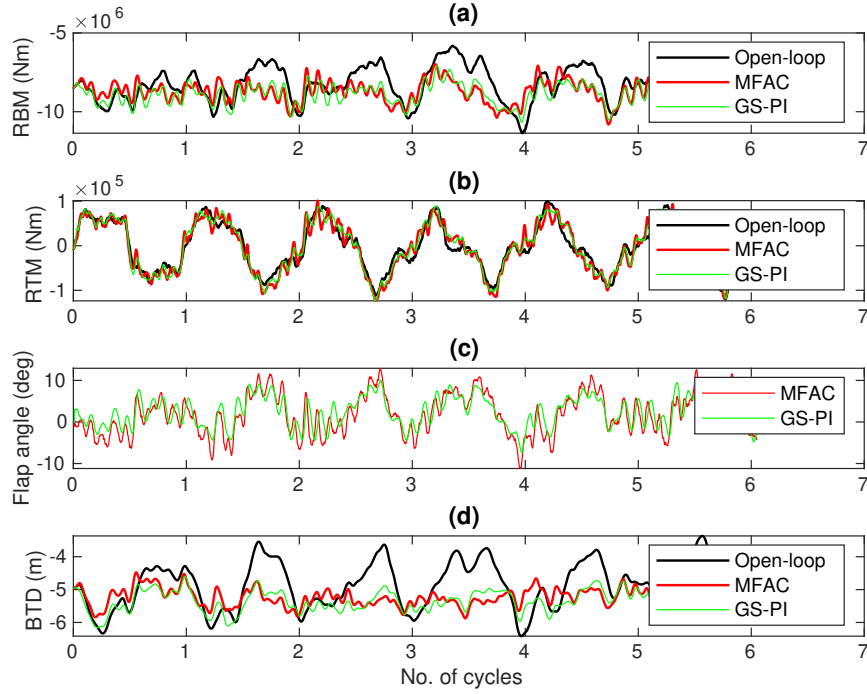 (a)
× 10^6
-5
-10
RBM (Nm)
Open-loop
MFAC
GS-PI
0 1 2 3 4 5 6 7
(b)
× 10^5
1
0
-1
RTM (Nm)
Open-loop
MFAC
GS-PI
0 1 2 3 4 5 6 7
(c)
10
0
-10
Flap angle (deg)
MFAC
GS-PI
0 1 2 3 4 5 6 7
(d)
-4
-5
-6
BTD (m)
Open-loop
MFAC
GS-PI
0 1 2 3 4 5 6 7
No. of cycles